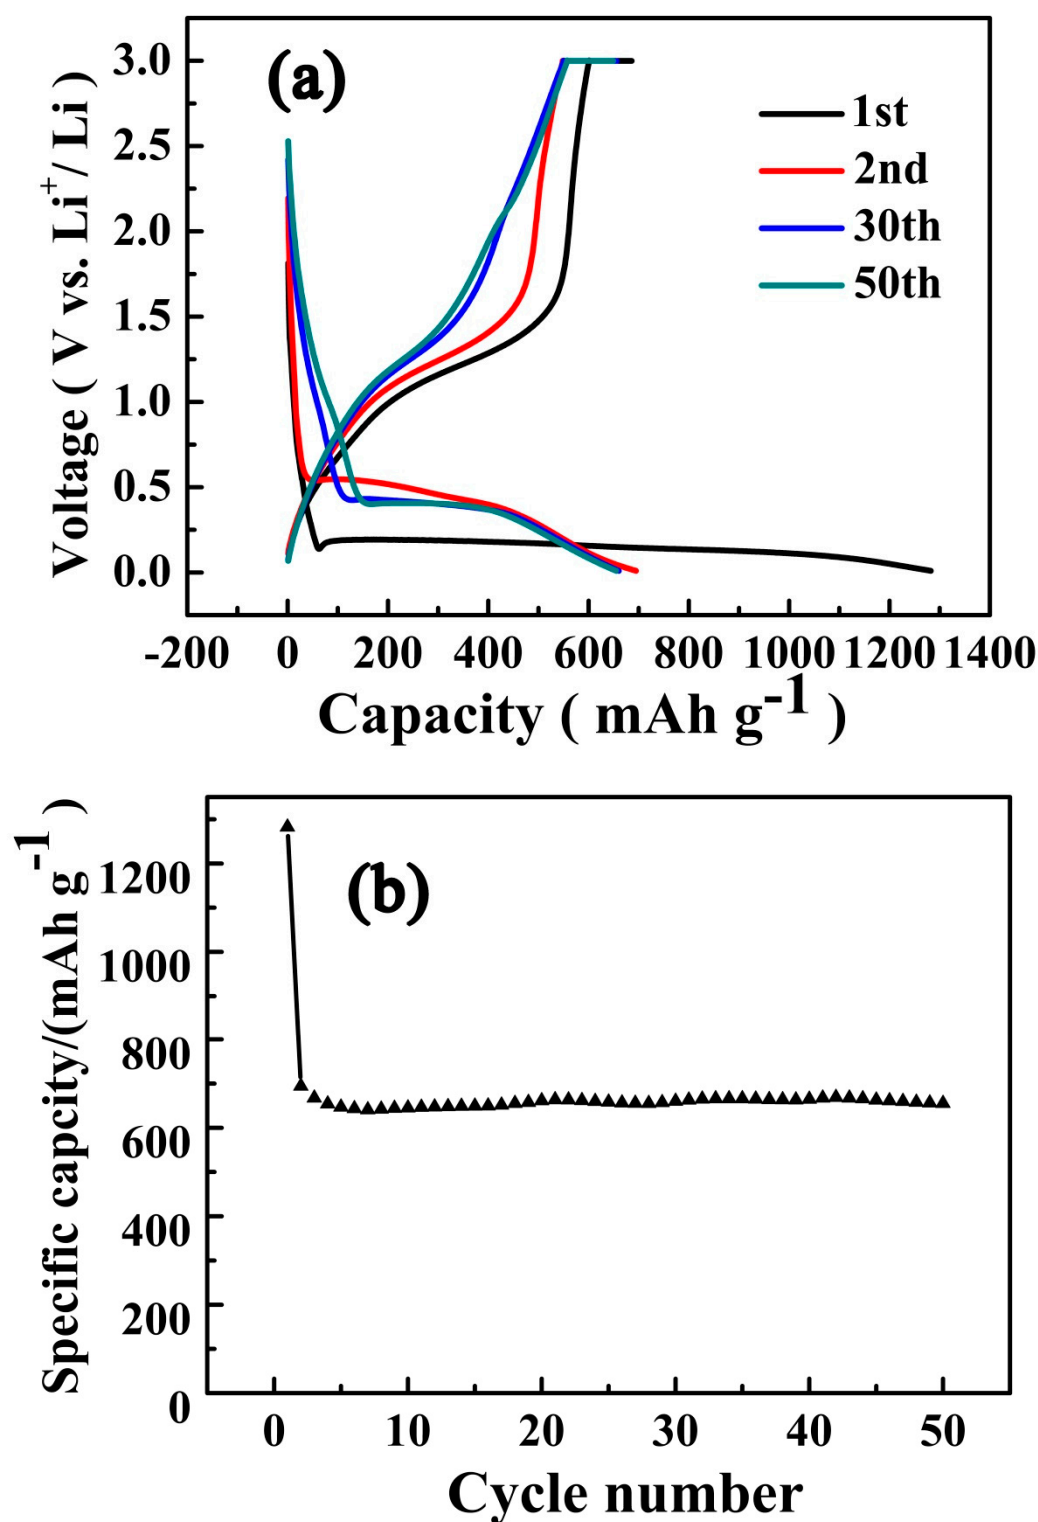 (a)
1st
2nd
30th
50th
3.0
2.5
2.0
1.5
1.0
0.5
0.0
Voltage ( V vs. Li⁺/ Li )
-200 0 200 400 600 800 1000 1200 1400
Capacity ( mAh g⁻¹ )
(b)
1200
1000
800
600
400
200
0
Specific capcity/(mAh g⁻¹ )
0 10 20 30 40 50
Cycle number